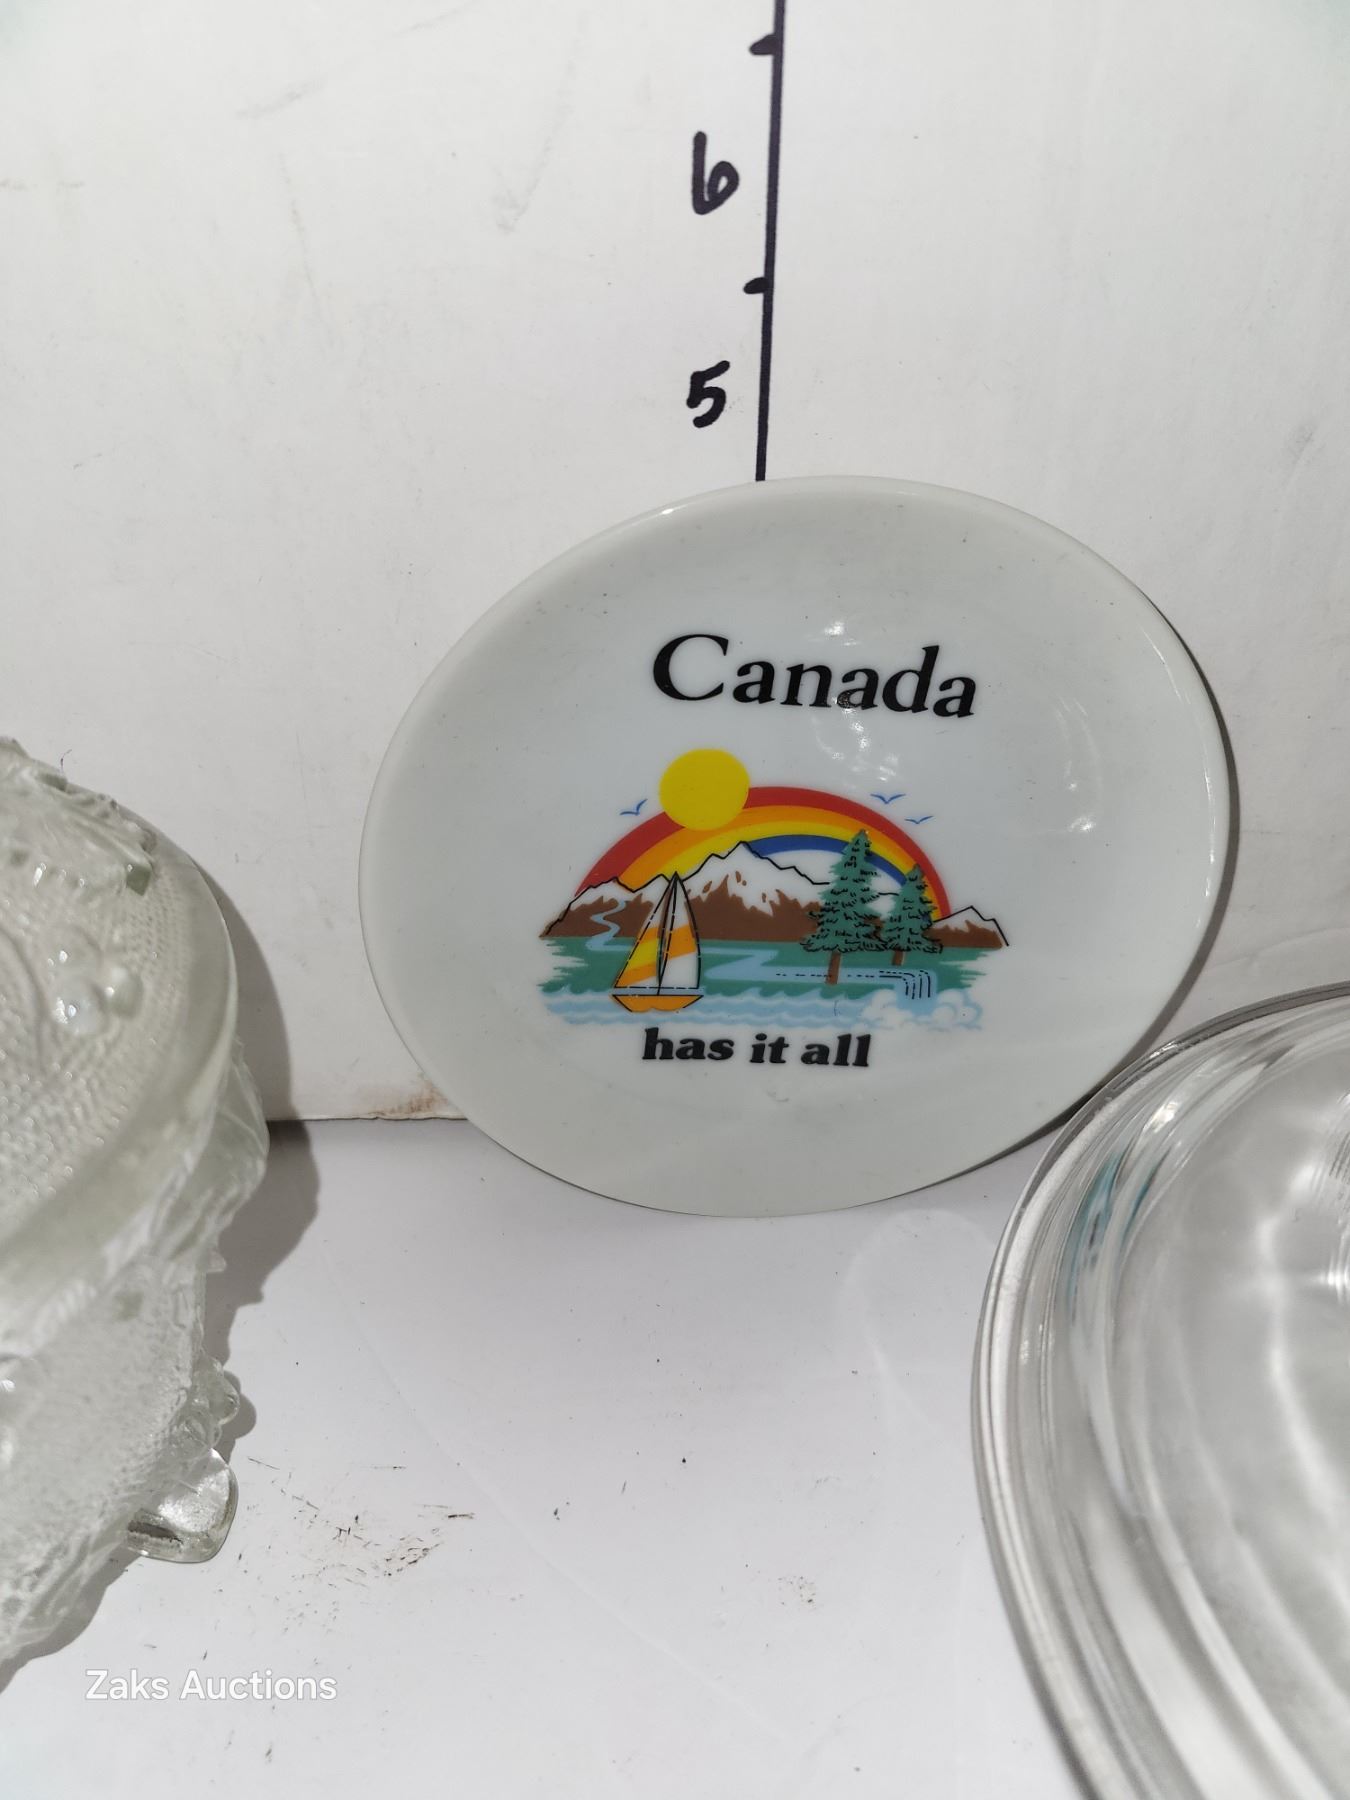 6
5
Canada
has it all
Zaks Auctions